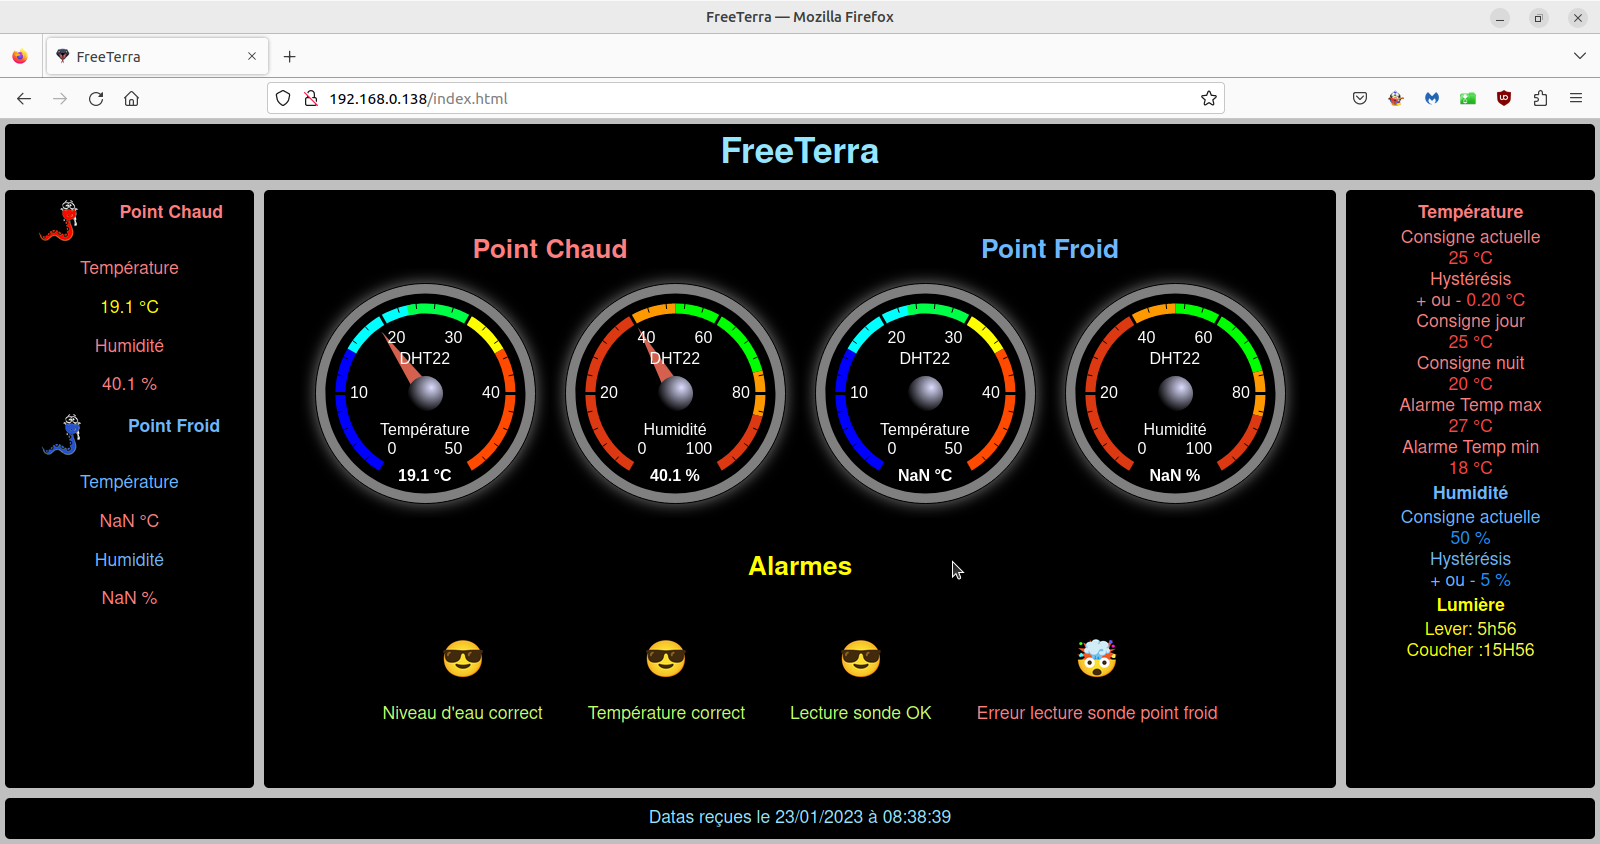 FreeTerra — Mozilla Firefox
FreeTerra
192.168.0.138/index.html
FreeTerra
Point Chaud
Température
19.1 °C
Humidité
40.1 %
Point Froid
Température
NaN °C
Humidité
NaN %
Point Chaud
Point Froid
20 30
DHT22
10 40
Température
0 50
19.1 °C
40 60
DHT22
20 80
Humidité
0 100
40.1 %
20 30
DHT22
10 40
Température
0 50
NaN °C
40 60
DHT22
20 80
Humidité
0 100
NaN %
Alarmes
Niveau d'eau correct
Température correct
Lecture sonde OK
Erreur lecture sonde point froid
Température
Consigne actuelle
25 °C
Hystérésis
+ ou - 0.20 °C
Consigne jour
25 °C
Consigne nuit
20 °C
Alarme Temp max
27 °C
Alarme Temp min
18 °C
Humidité
Consigne actuelle
50 %
Hystérésis
+ ou - 5 %
Lumière
Lever: 5h56
Coucher :15H56
Datas reçues le 23/01/2023 à 08:38:39